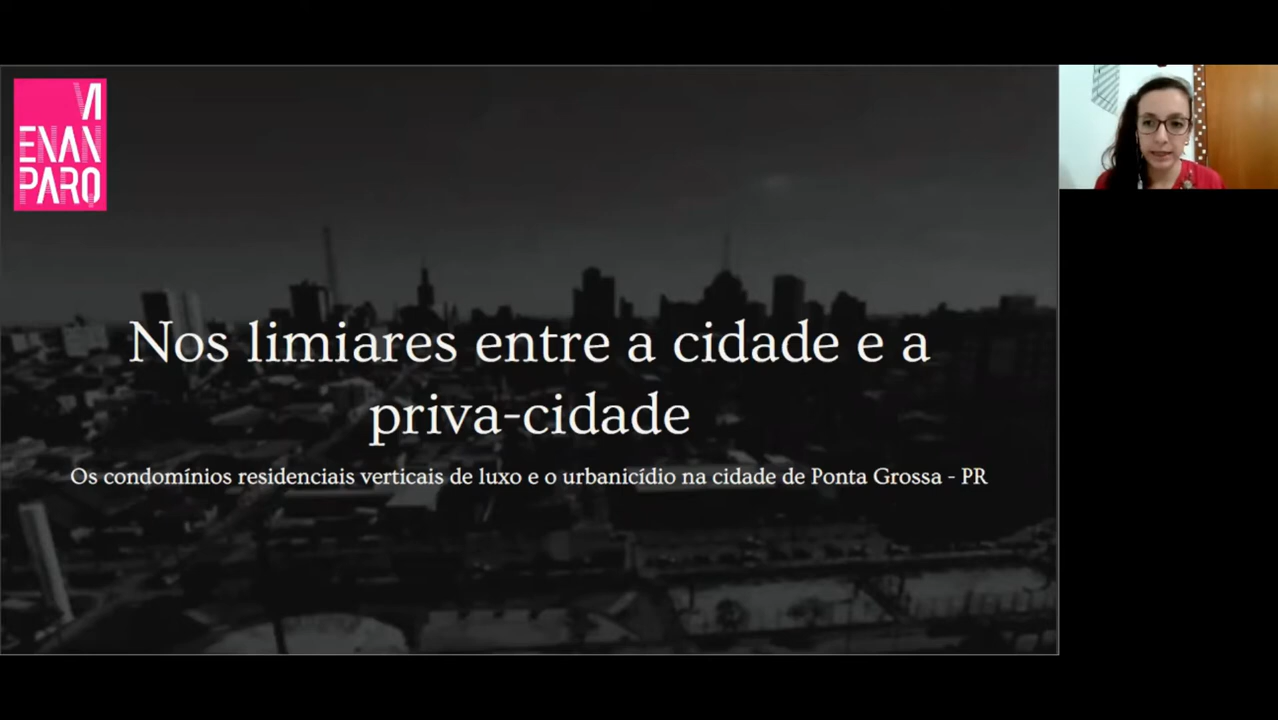 VI
ENAN
PARQ
Nos limiares entre a cidade e a
priva-cidade
Os condomínios residenciais verticais de luxo e o urbanicídio na cidade de Ponta Grossa - PR